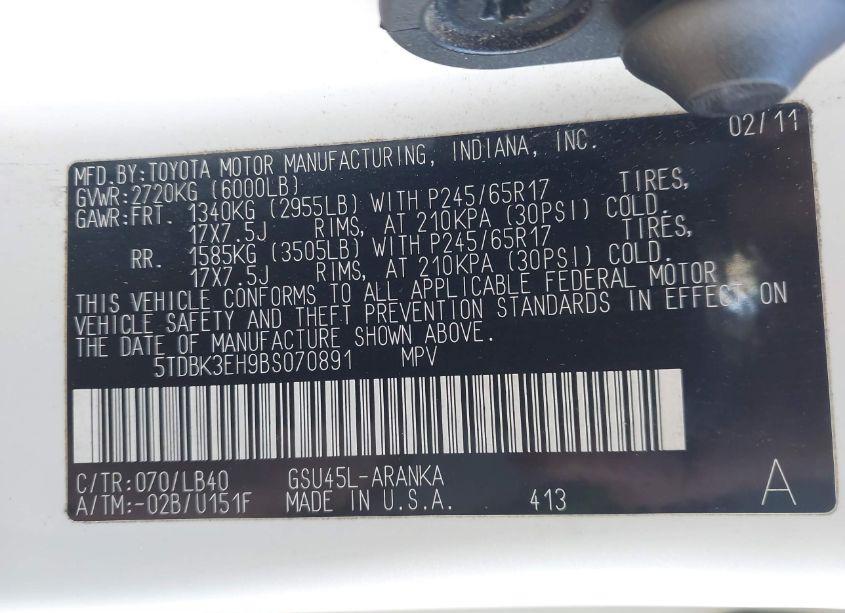 02/11
MFD.BY:TOYOTA MOTOR MANUFACTURING, INDIANA, INC.
GVWR:2720KG (6000LB)
GAWR:FRT. 1340KG (2955LB) WITH P245/65R17 TIRES,
17X7.5J RIMS, AT 210KPA (30PSI) COLD.
RR. 1585KG (3505LB) WITH P245/65R17 TIRES,
17X7.5J RIMS, AT 210KPA (30PSI) COLD.
THIS VEHICLE CONFORMS TO ALL APPLICABLE FEDERAL MOTOR
VEHICLE SAFETY AND THEFT PREVENTION STANDARDS IN EFFECT ON
THE DATE OF MANUFACTURE SHOWN ABOVE.
5TDBK3EH9BS070891 MPV
C/TR:070/LB40 GSU45L-ARANKA
A/TM:-02B/U151F MADE IN U.S.A. 413 A